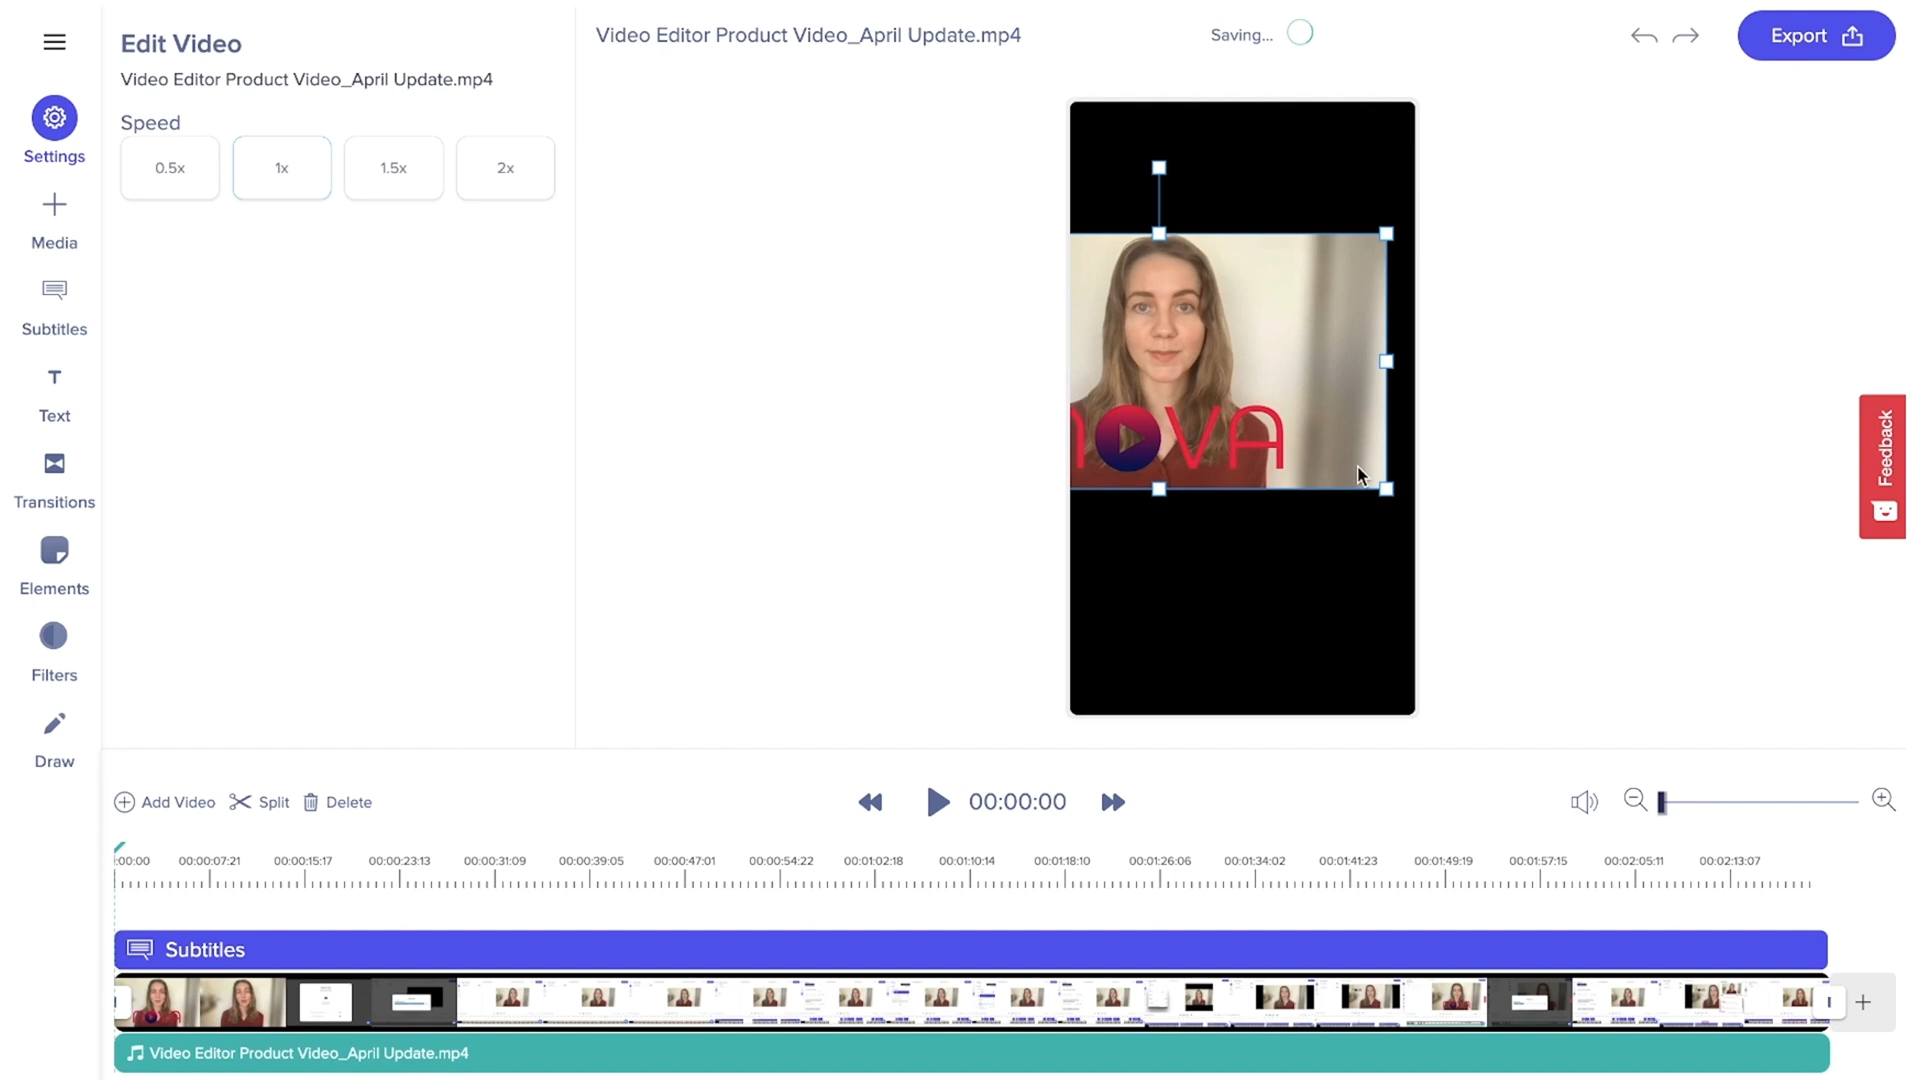 Edit Video
Video Editor Product Video_April Update.mp4
Saving...
Export
Video Editor Product Video_April Update.mp4
Speed
0.5x
1x
1.5x
2x
Settings
Media
Subtitles
Text
Transitions
Elements
Filters
Draw
VA
Feedback
Add Video
Split
Delete
00:00:00
:00:00 00:00:07:21 00:00:15:17 00:00:23:13 00:00:31:09 00:00:39:05 00:00:47:01 00:00:54:22 00:01:02:18 00:01:10:14 00:01:18:10 00:01:26:06 00:01:34:02 00:01:41:23 00:01:49:19 00:01:57:15 00:02:05:11 00:02:13:07
Subtitles
Video Editor Product Video_April Update.mp4